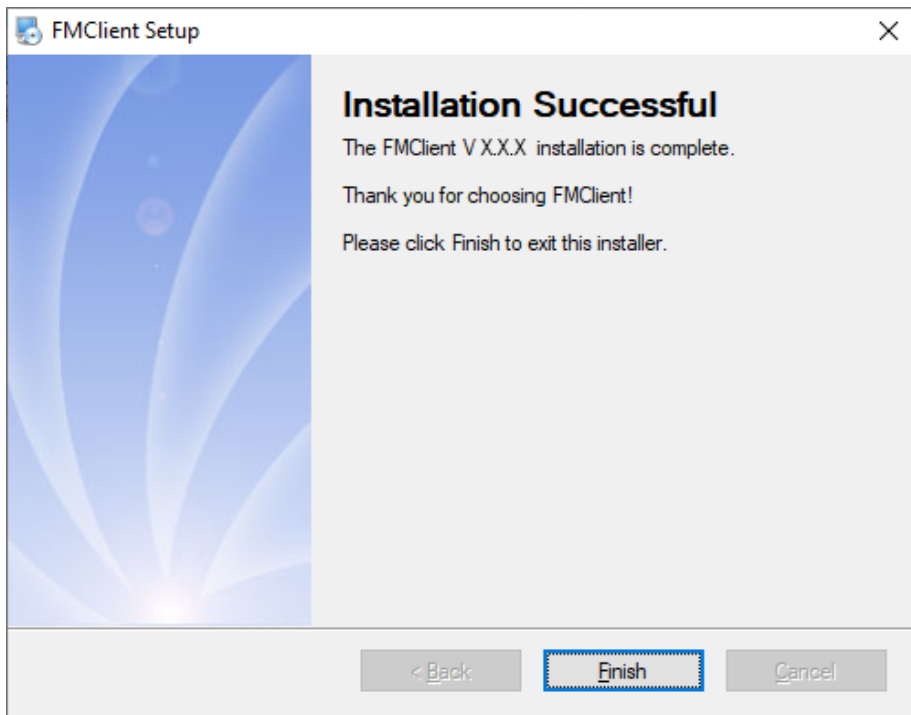 FMClient Setup
Installation Successful
The FMClient V X.X.X installation is complete.
Thank you for choosing FMClient!
Please click Finish to exit this installer.
< Back
Finish
Cancel